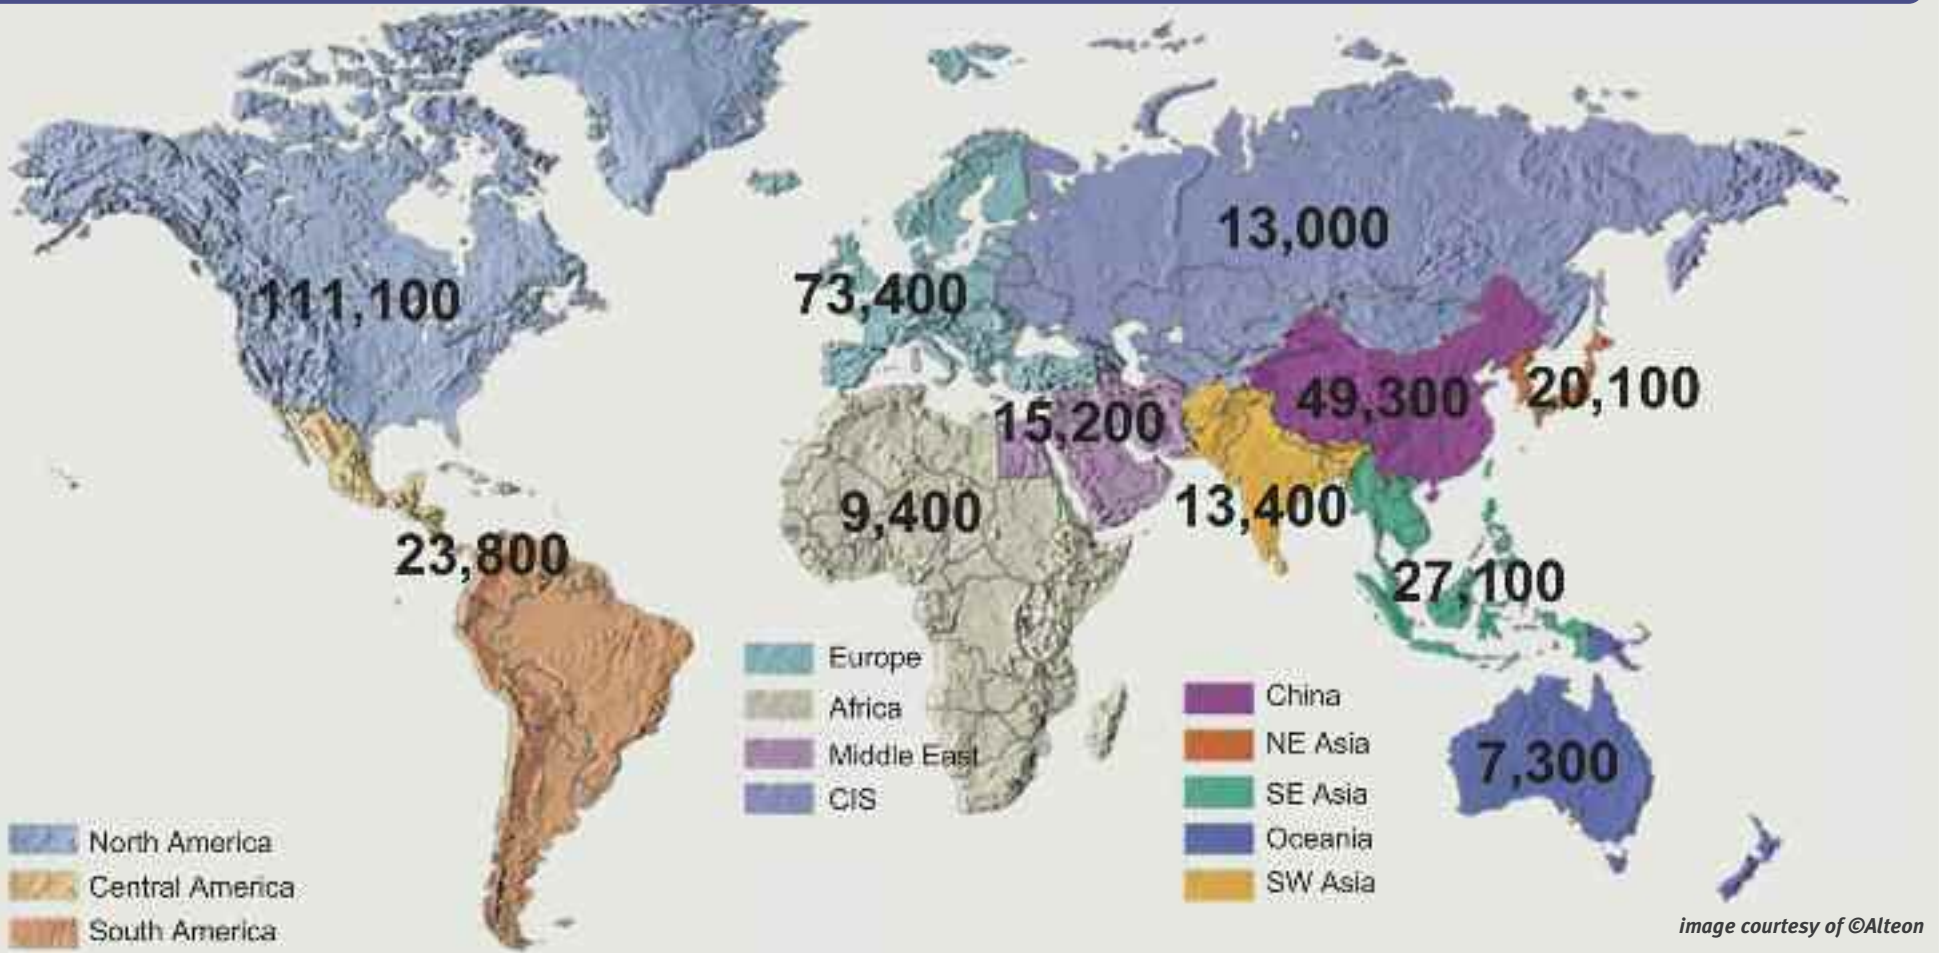 13,000
73,400
111,100
20,100
49,300
15,200
13,400
9,400
23,800
27,100
7,300
Europe
Africa
Middle East
CIS
China
NE Asia
SE Asia
Oceania
SW Asia
North America
Central America
South America
image courtesy of ©Alteon